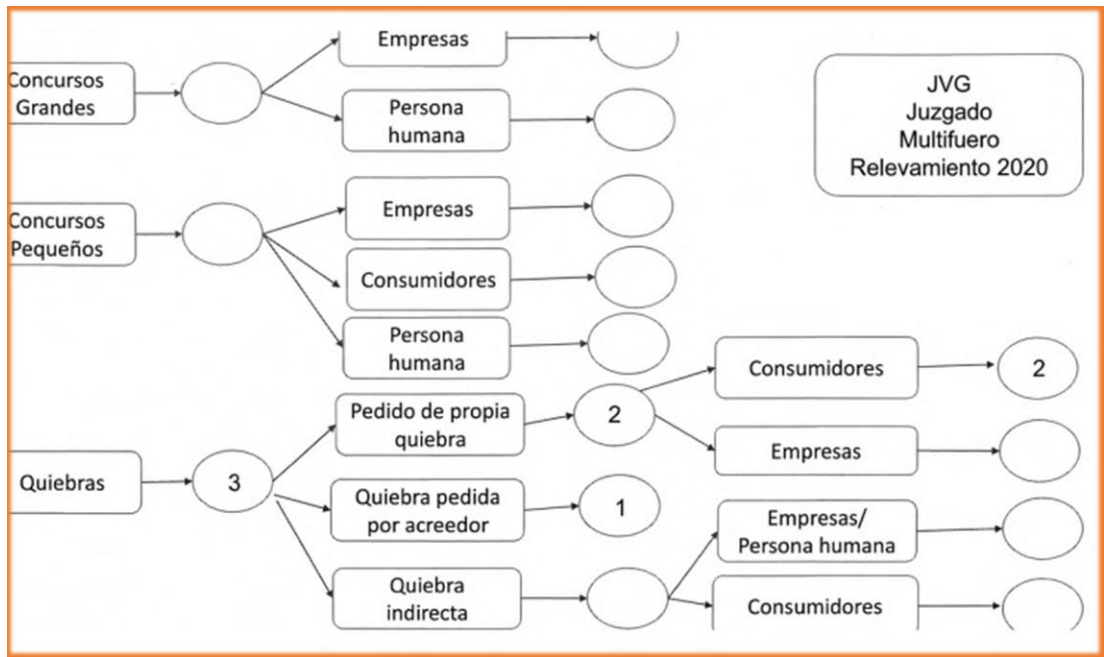 Empresas
Concursos
Grandes
Persona
humana
JVG
Juzgado
Multifuero
Relevamiento 2020
Concursos
Pequeños
Empresas
Consumidores
Persona
humana
Quiebras
3
Pedido de propia
quiebra
2
Consumidores
2
Empresas
Quiebra pedida
por acreedor
1
Quiebra
indirecta
Empresas/
Persona humana
Consumidores